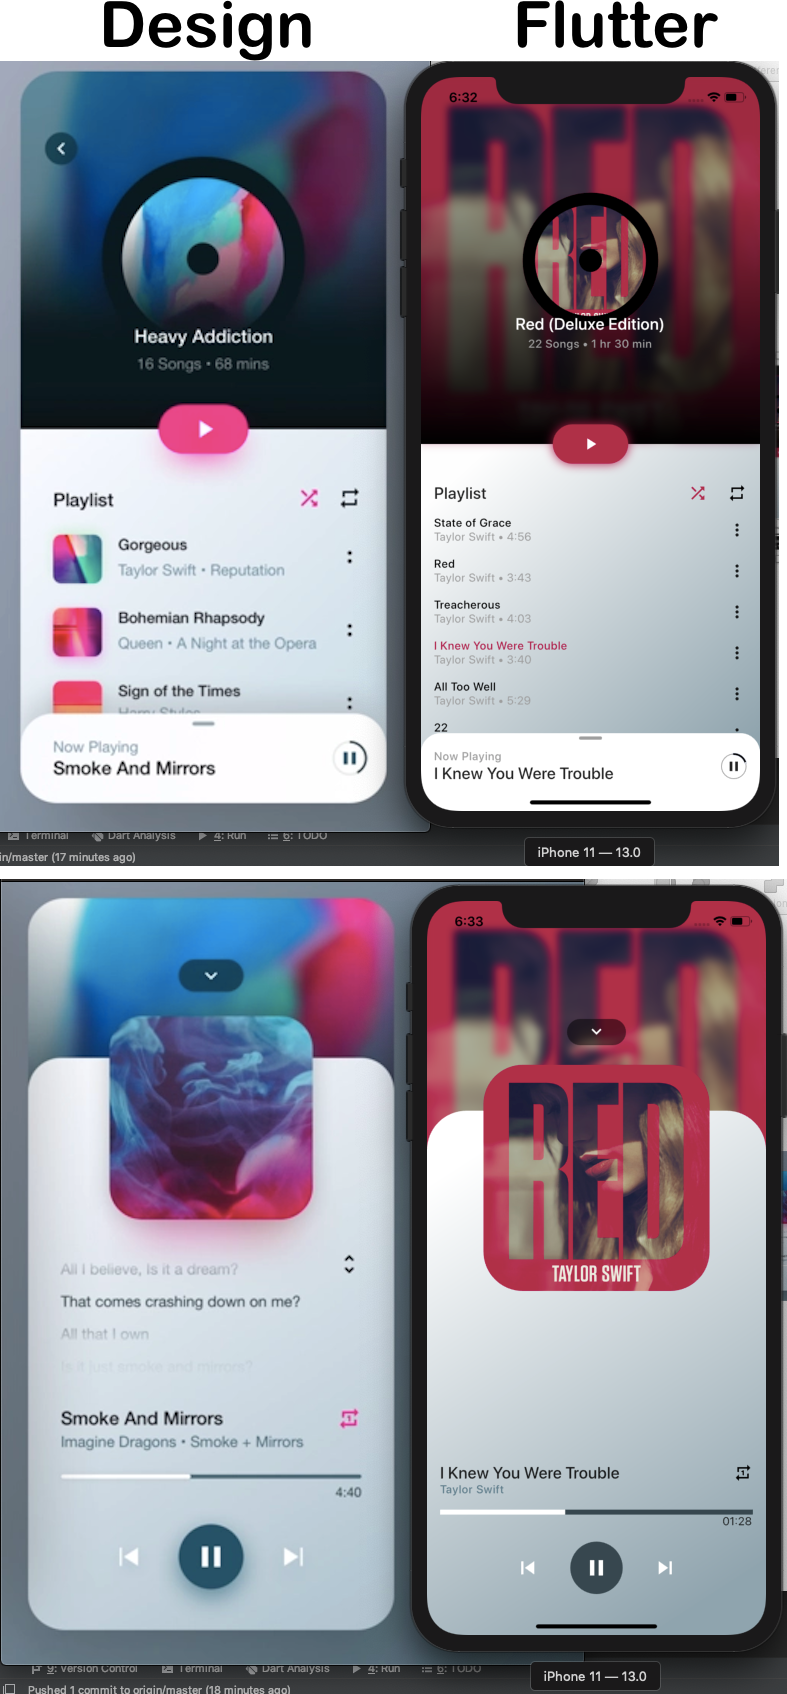 Design Flutter
6:32
Heavy Addiction
16 Songs • 68 mins
Playlist
Gorgeous
Taylor Swift • Reputation
Bohemian Rhapsody
Queen • A Night at the Opera
Sign of the Times
Harry Styles
Now Playing
Smoke And Mirrors
RED
Red (Deluxe Edition)
22 Songs • 1 hr 30 min
Playlist
State of Grace
Taylor Swift • 4:56
Red
Taylor Swift • 3:43
Treacherous
Taylor Swift • 4:03
I Knew You Were Trouble
Taylor Swift • 3:40
All Too Well
Taylor Swift • 5:29
22
Now Playing
I Knew You Were Trouble
Terminal Dart Analysis 4: Run 6: TODO
in/master (17 minutes ago)
iPhone 11 — 13.0
6:33
All I believe, Is it a dream?
That comes crashing down on me?
All that I own
Is it just smoke and mirrors?
Smoke And Mirrors
Imagine Dragons • Smoke + Mirrors
4:40
RED
RED
TAYLOR SWIFT
I Knew You Were Trouble
Taylor Swift
01:28
9: Version Control Terminal Dart Analysis 4: Run 6: TODO
Pushed 1 commit to origin/master (18 minutes ago)
iPhone 11 — 13.0